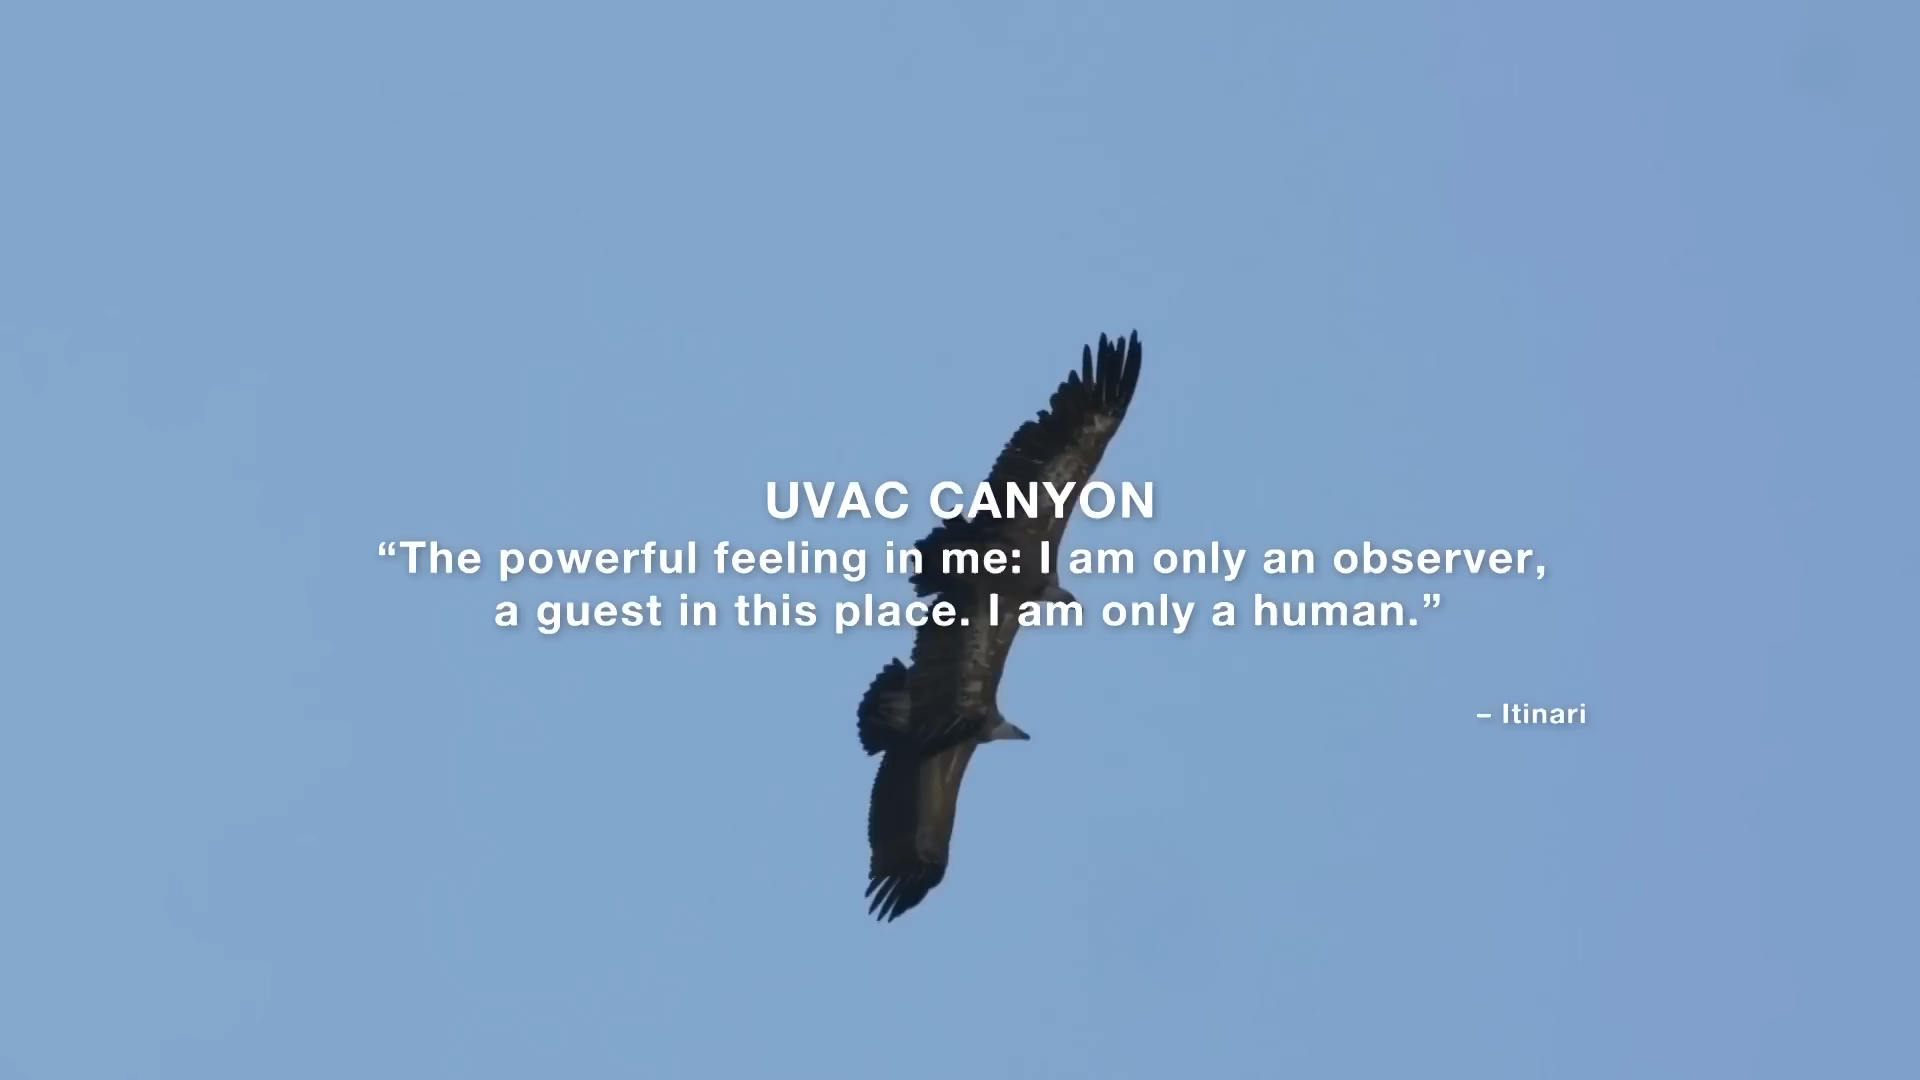 UVAC CANYON
“The powerful feeling in me: I am only an observer,
a guest in this place. I am only a human.”
– Itinari